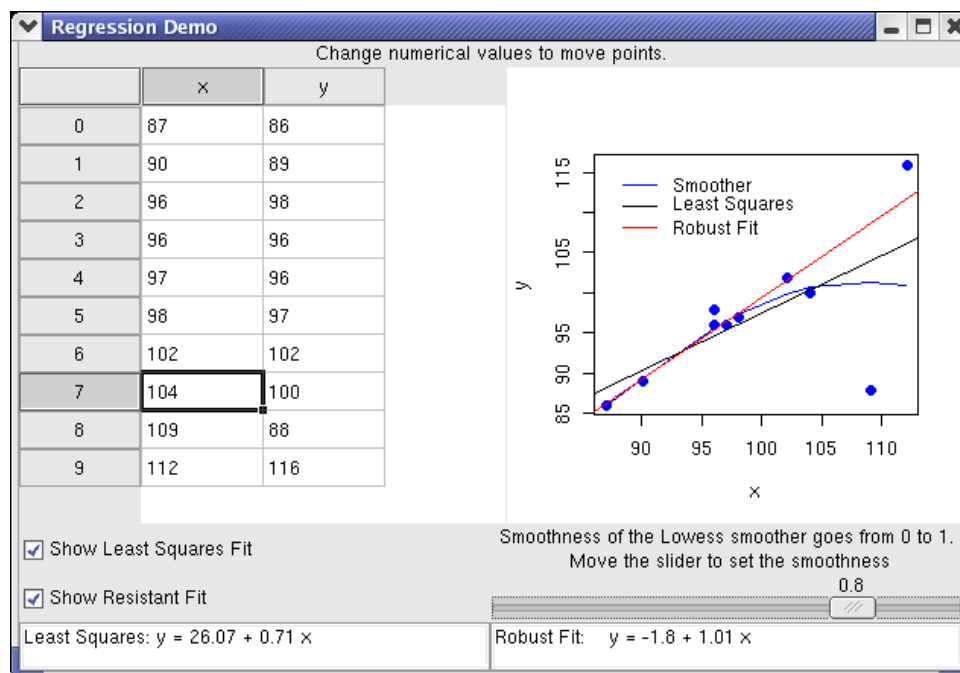 Regression Demo
Change numerical values to move points.
x y
0 87 86
1 90 89
2 96 98
3 96 96
4 97 96
5 98 97
6 102 102
7 104 100
8 109 88
9 112 116
Smoother
Least Squares
Robust Fit
115
105
95
90
85
y
90 95 100 105 110
x
Show Least Squares Fit
Show Resistant Fit
Smoothness of the Lowess smoother goes from 0 to 1.
Move the slider to set the smoothness
0.8
Least Squares: y = 26.07 + 0.71 x
Robust Fit: y = -1.8 + 1.01 x